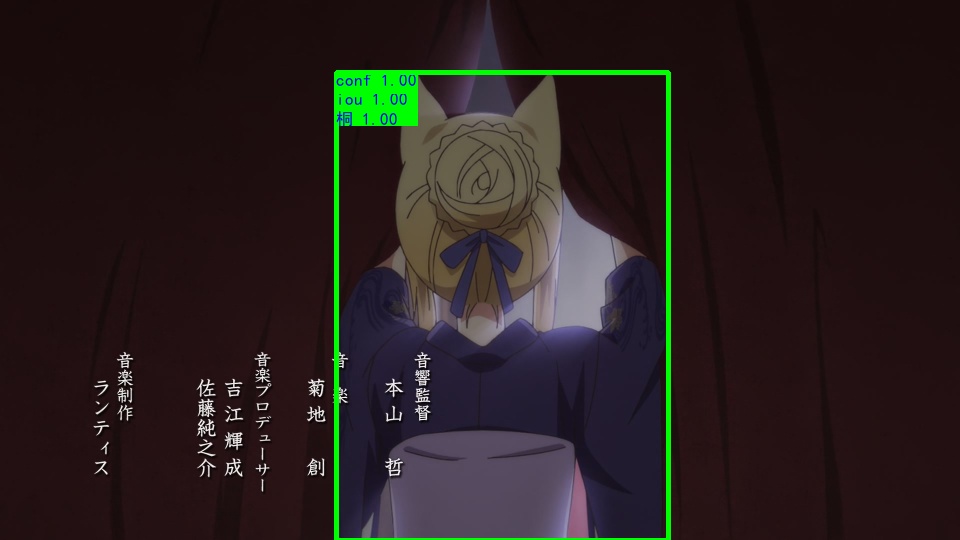 conf 1.00
iou 1.00
桐 1.00
音響監督
本山 哲
音楽
菊地 創
音楽プロデューサー
吉江輝成
佐藤純之介
音楽制作
ランティス